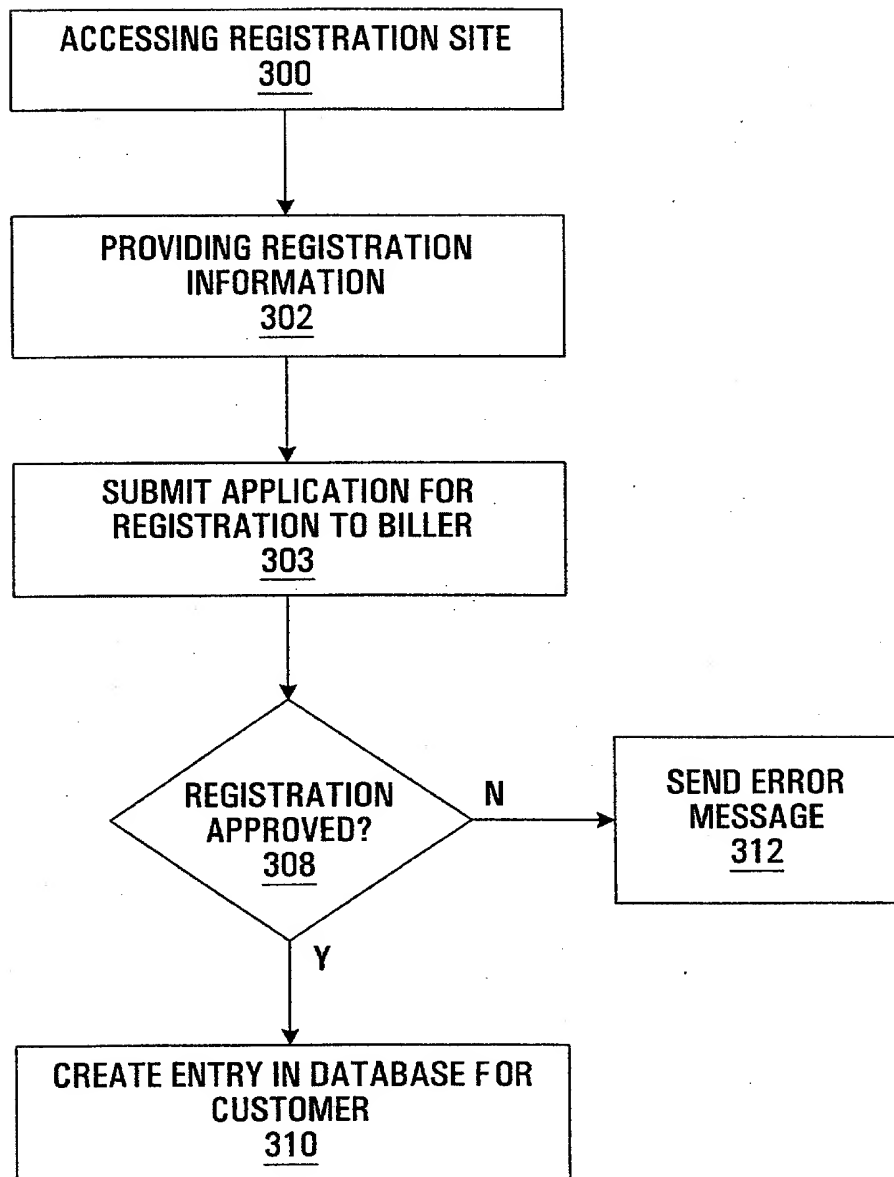 ACCESSING REGISTRATION SITE
300
PROVIDING REGISTRATION
INFORMATION
302
SUBMIT APPLICATION FOR
REGISTRATION TO BILLER
303
REGISTRATION
APPROVED?
308
N
SEND ERROR
MESSAGE
312
Y
CREATE ENTRY IN DATABASE FOR
CUSTOMER
310